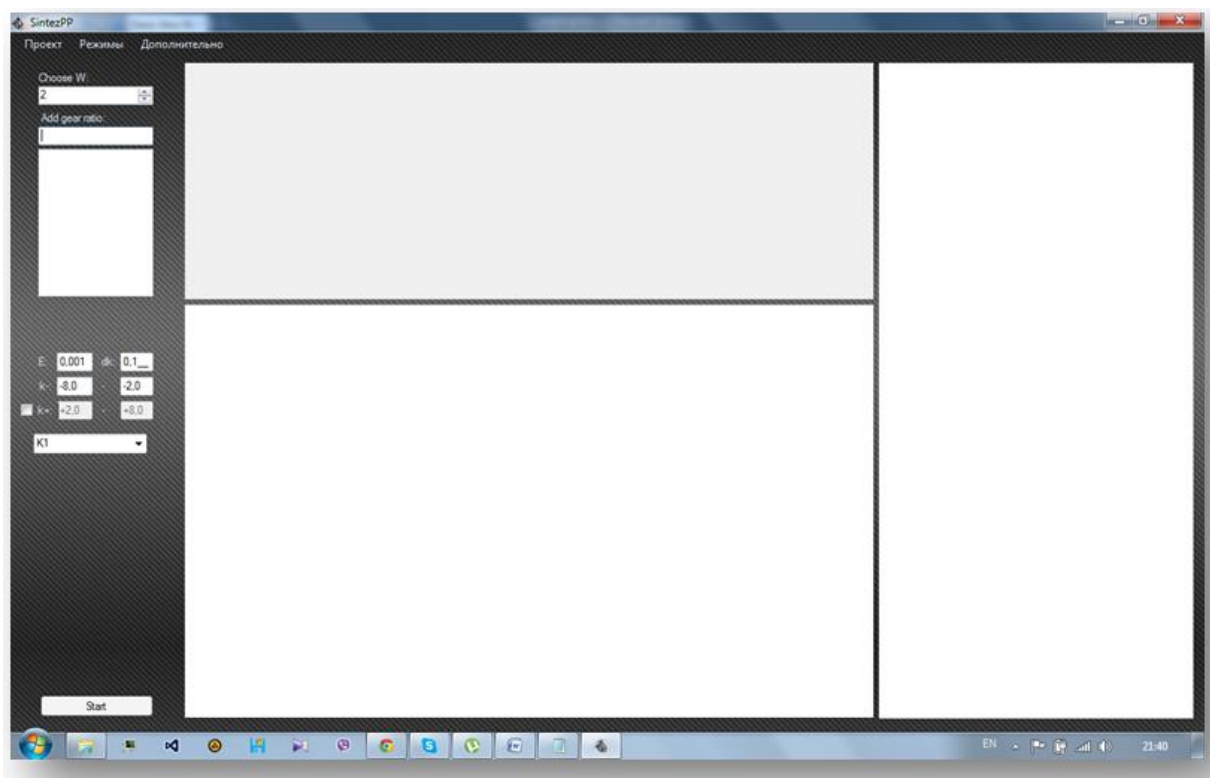 SintezPP
Проект Режимы Дополнительно
Choose W:
2
Add gear ratio:
E: 0,001 dk: 0,1__
k-: -8,0 - -2,0
k+: +2,0 - +8,0
K1
Start
EN 21:40